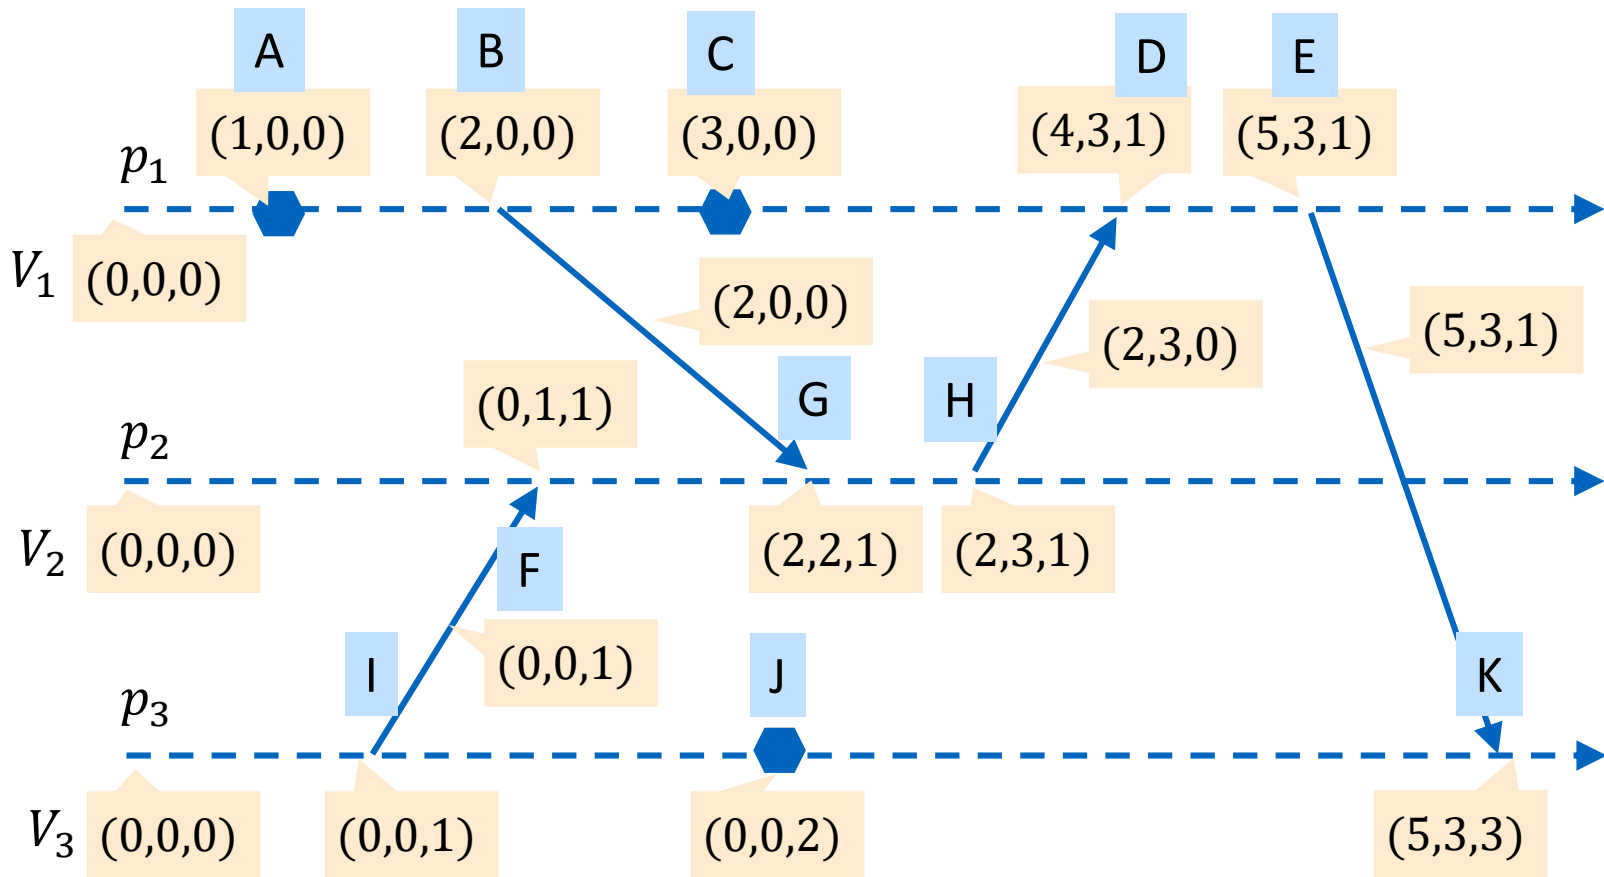 A B C D E
(1,0,0) (2,0,0) (3,0,0) (4,3,1) (5,3,1)
p₁
V₁ (0,0,0)
(2,0,0) (2,3,0) (5,3,1)
(0,1,1) G H
p₂
V₂ (0,0,0) (2,2,1) (2,3,1)
F
(0,0,1)
I J K
p₃
V₃ (0,0,0) (0,0,1) (0,0,2) (5,3,3)